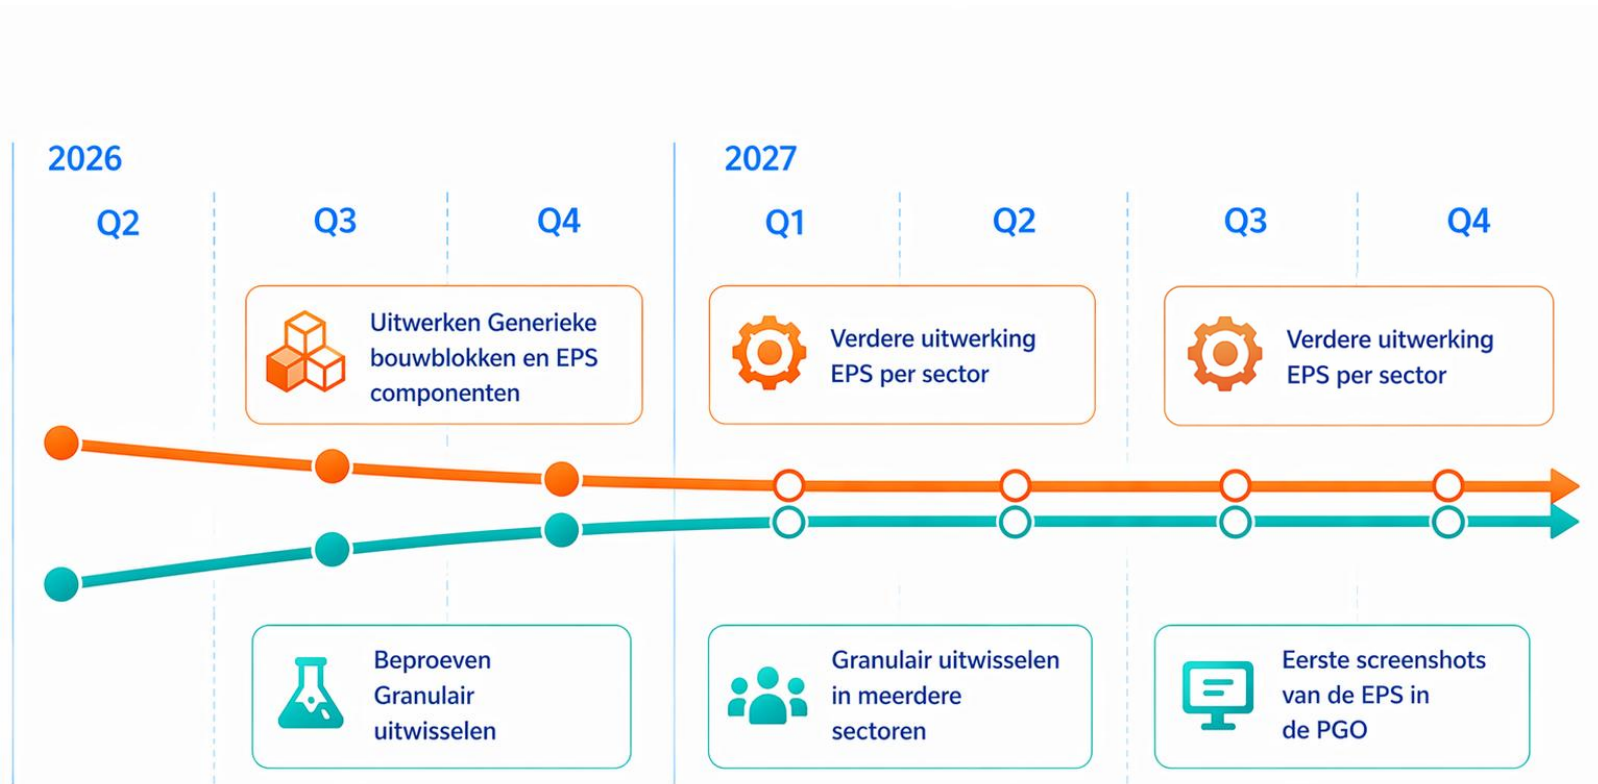 2026
2027
Q2
Q3
Q4
Q1
Q2
Q3
Q4
Uitwerken Generieke
bouwblokken en EPS
componenten
Verdere uitwerking
EPS per sector
Verdere uitwerking
EPS per sector
Beproeven
Granulair
uitwisselen
Granulair uitwisselen
in meerdere
sectoren
Eerste screenshots
van de EPS in
de PGO